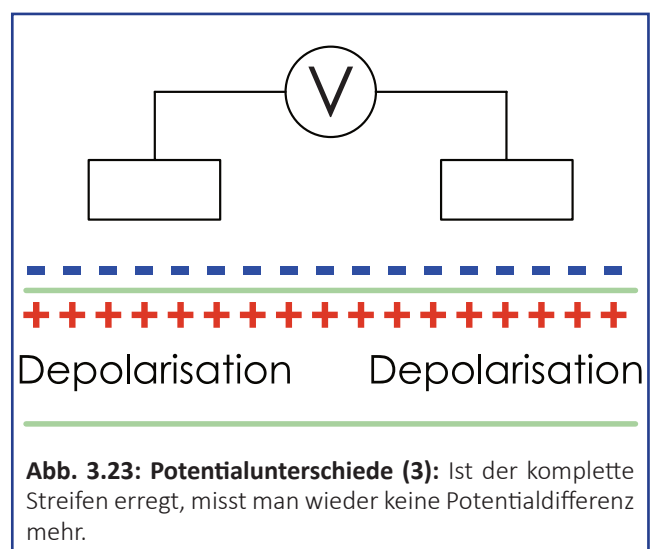 V
- - - - - - - - - - - - - - - - -
+ + + + + + + + + + + + + + + + +
Depolarisation Depolarisation
Abb. 3.23: Potentialunterschiede (3): Ist der komplette
Streifen erregt, misst man wieder keine Potentialdifferenz
mehr.